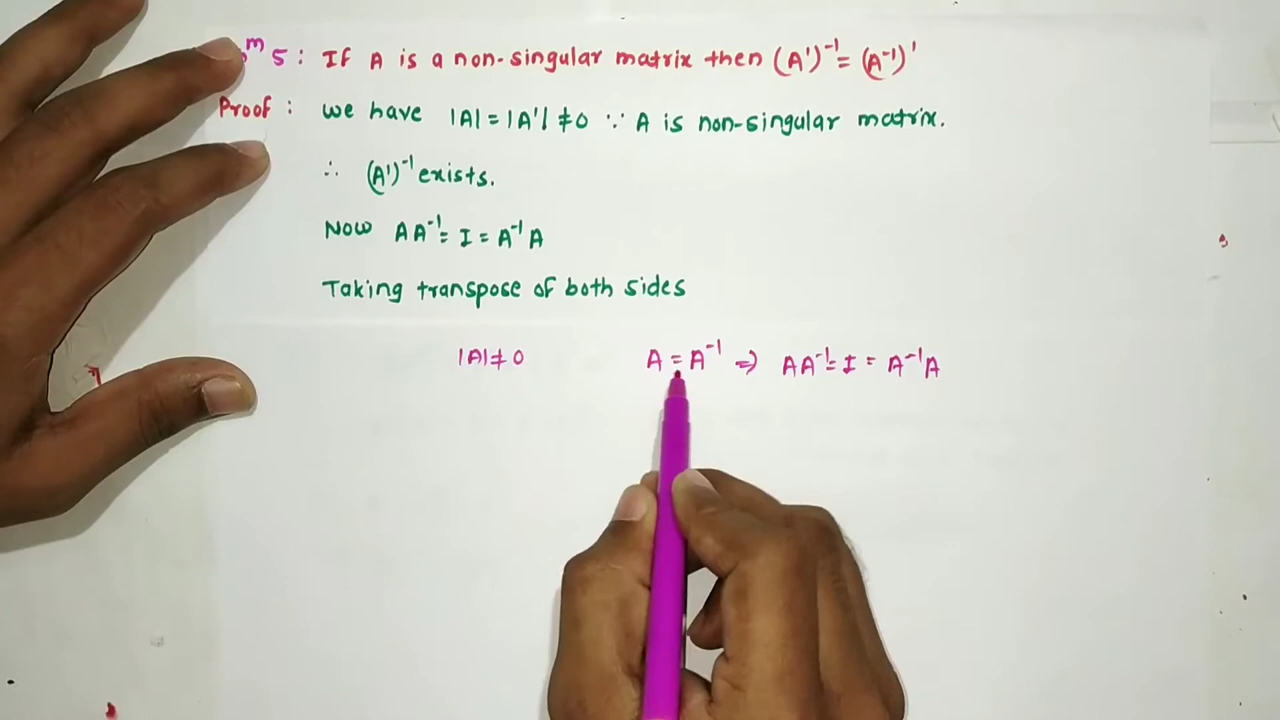 m 5 : If A is a non-singular matrix then (A')⁻¹ = (A⁻¹)'
Proof : we have |A| = |A'| ≠ 0 ∵ A is non-singular matrix.
∴ (A')⁻¹ exists.
Now AA⁻¹ = I = A⁻¹A
Taking transpose of both sides
|A| ≠ 0 A = A⁻¹ ⇒ AA⁻¹ = I = A⁻¹A